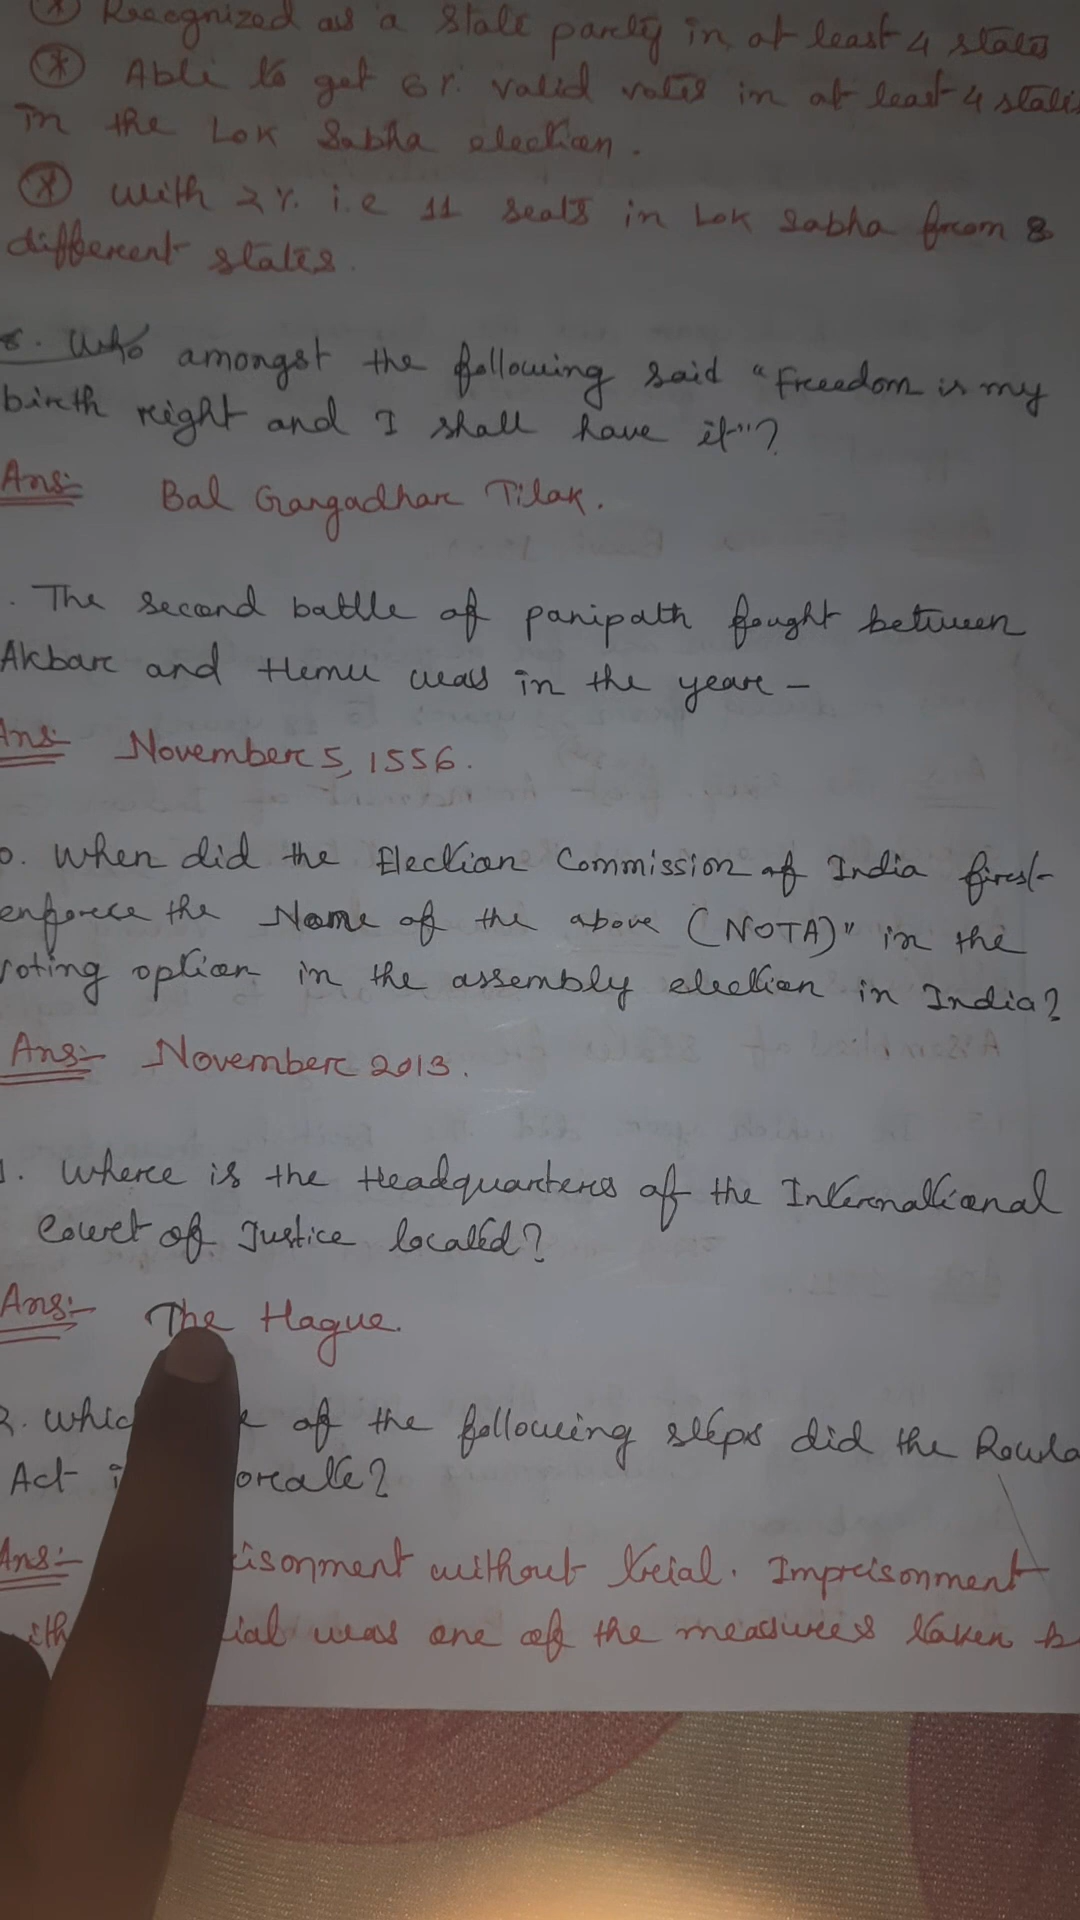 Recognized as a state party in at least 4 states
Able to get 6% valid votes in at least 4 states
in the Lok Sabha election.
with 2% i.e 11 seats in Lok Sabha from 3
different states.
8. Who amongst the following said "Freedom is my
birth right and I shall have it"?
Ans:- Bal Gangadhar Tilak.
. The second battle of panipath fought between
Akbar and Hemu was in the year -
Ans:- November 5, 1556.
0. When did the Election Commission of India first
enforce the None of the above (NOTA)" in the
voting option in the assembly election in India?
Ans:- November 2013.
1. Where is the Headquarters of the International
Court of Justice located?
Ans:- The Hague.
2. of the following steps did the
Act
Ans:- without trial. Imprisonment
was one of the measures taken